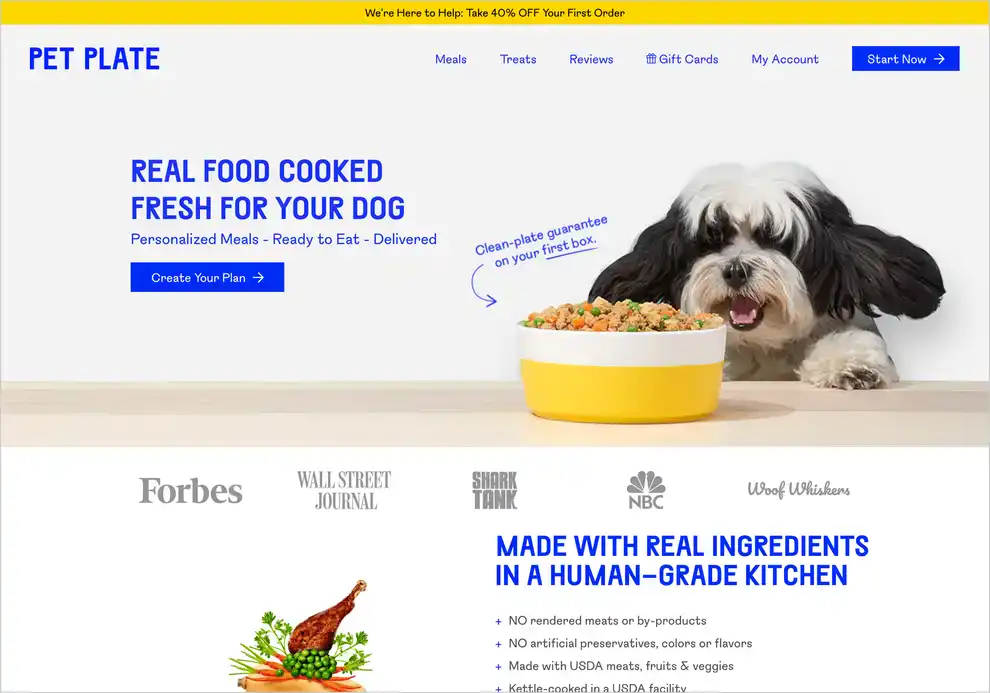 We're Here to Help: Take 40% OFF Your First Order
PET PLATE
Meals
Treats
Reviews
Gift Cards
My Account
Start Now
REAL FOOD COOKED
FRESH FOR YOUR DOG
Personalized Meals - Ready to Eat - Delivered
Create Your Plan
Clean-plate guarantee
on your first box.
Forbes
WALL STREET
JOURNAL
SHARK
TANK
NBC
Woof Whiskers
MADE WITH REAL INGREDIENTS
IN A HUMAN–GRADE KITCHEN
+ NO rendered meats or by-products
+ NO artificial preservatives, colors or flavors
+ Made with USDA meats, fruits & veggies
+ Kettle-cooked in a USDA facility